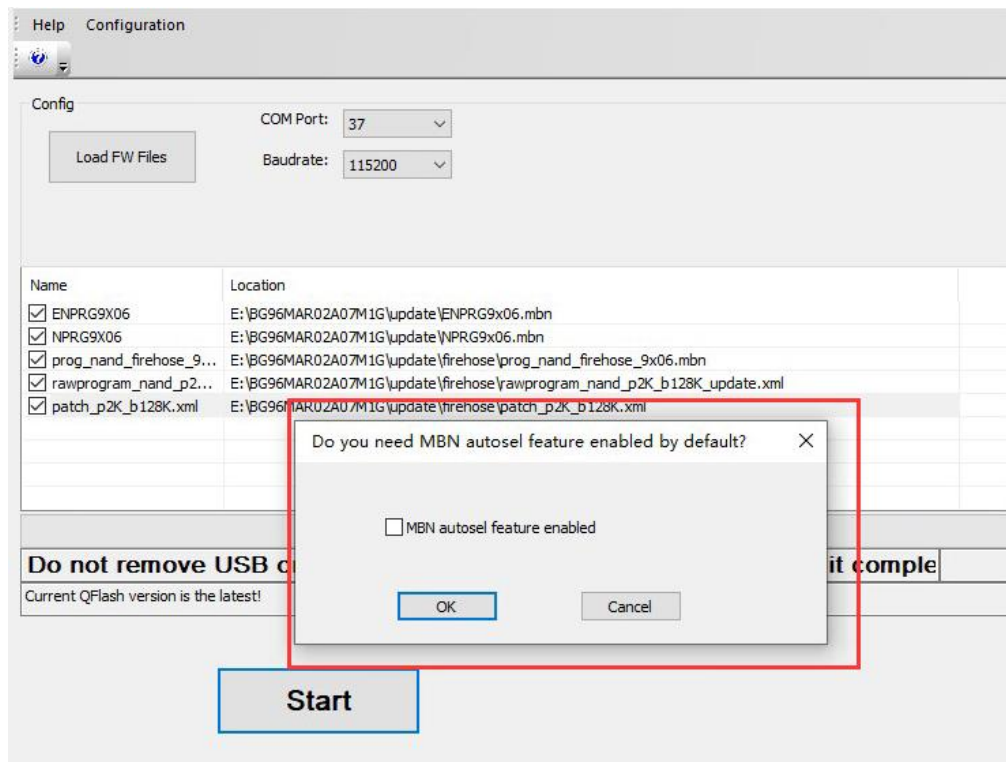 Help Configuration
Config
COM Port: 37
Load FW Files
Baudrate: 115200
Name Location
ENPRG9X06 E:\BG96MAR02A07M1G\update\ENPRG9x06.mbn
NPRG9X06 E:\BG96MAR02A07M1G\update\NPRG9x06.mbn
prog_nand_firehose_9... E:\BG96MAR02A07M1G\update\firehose\prog_nand_firehose_9x06.mbn
rawprogram_nand_p2... E:\BG96MAR02A07M1G\update\firehose\rawprogram_nand_p2K_b128K_update.xml
patch_p2K_b128K.xml E:\BG96MAR02A07M1G\update\firehose\patch_p2K_b128K.xml
Do you need MBN autosel feature enabled by default?
MBN autosel feature enabled
Do not remove USB it comple
Current QFlash version is the latest!
OK Cancel
Start